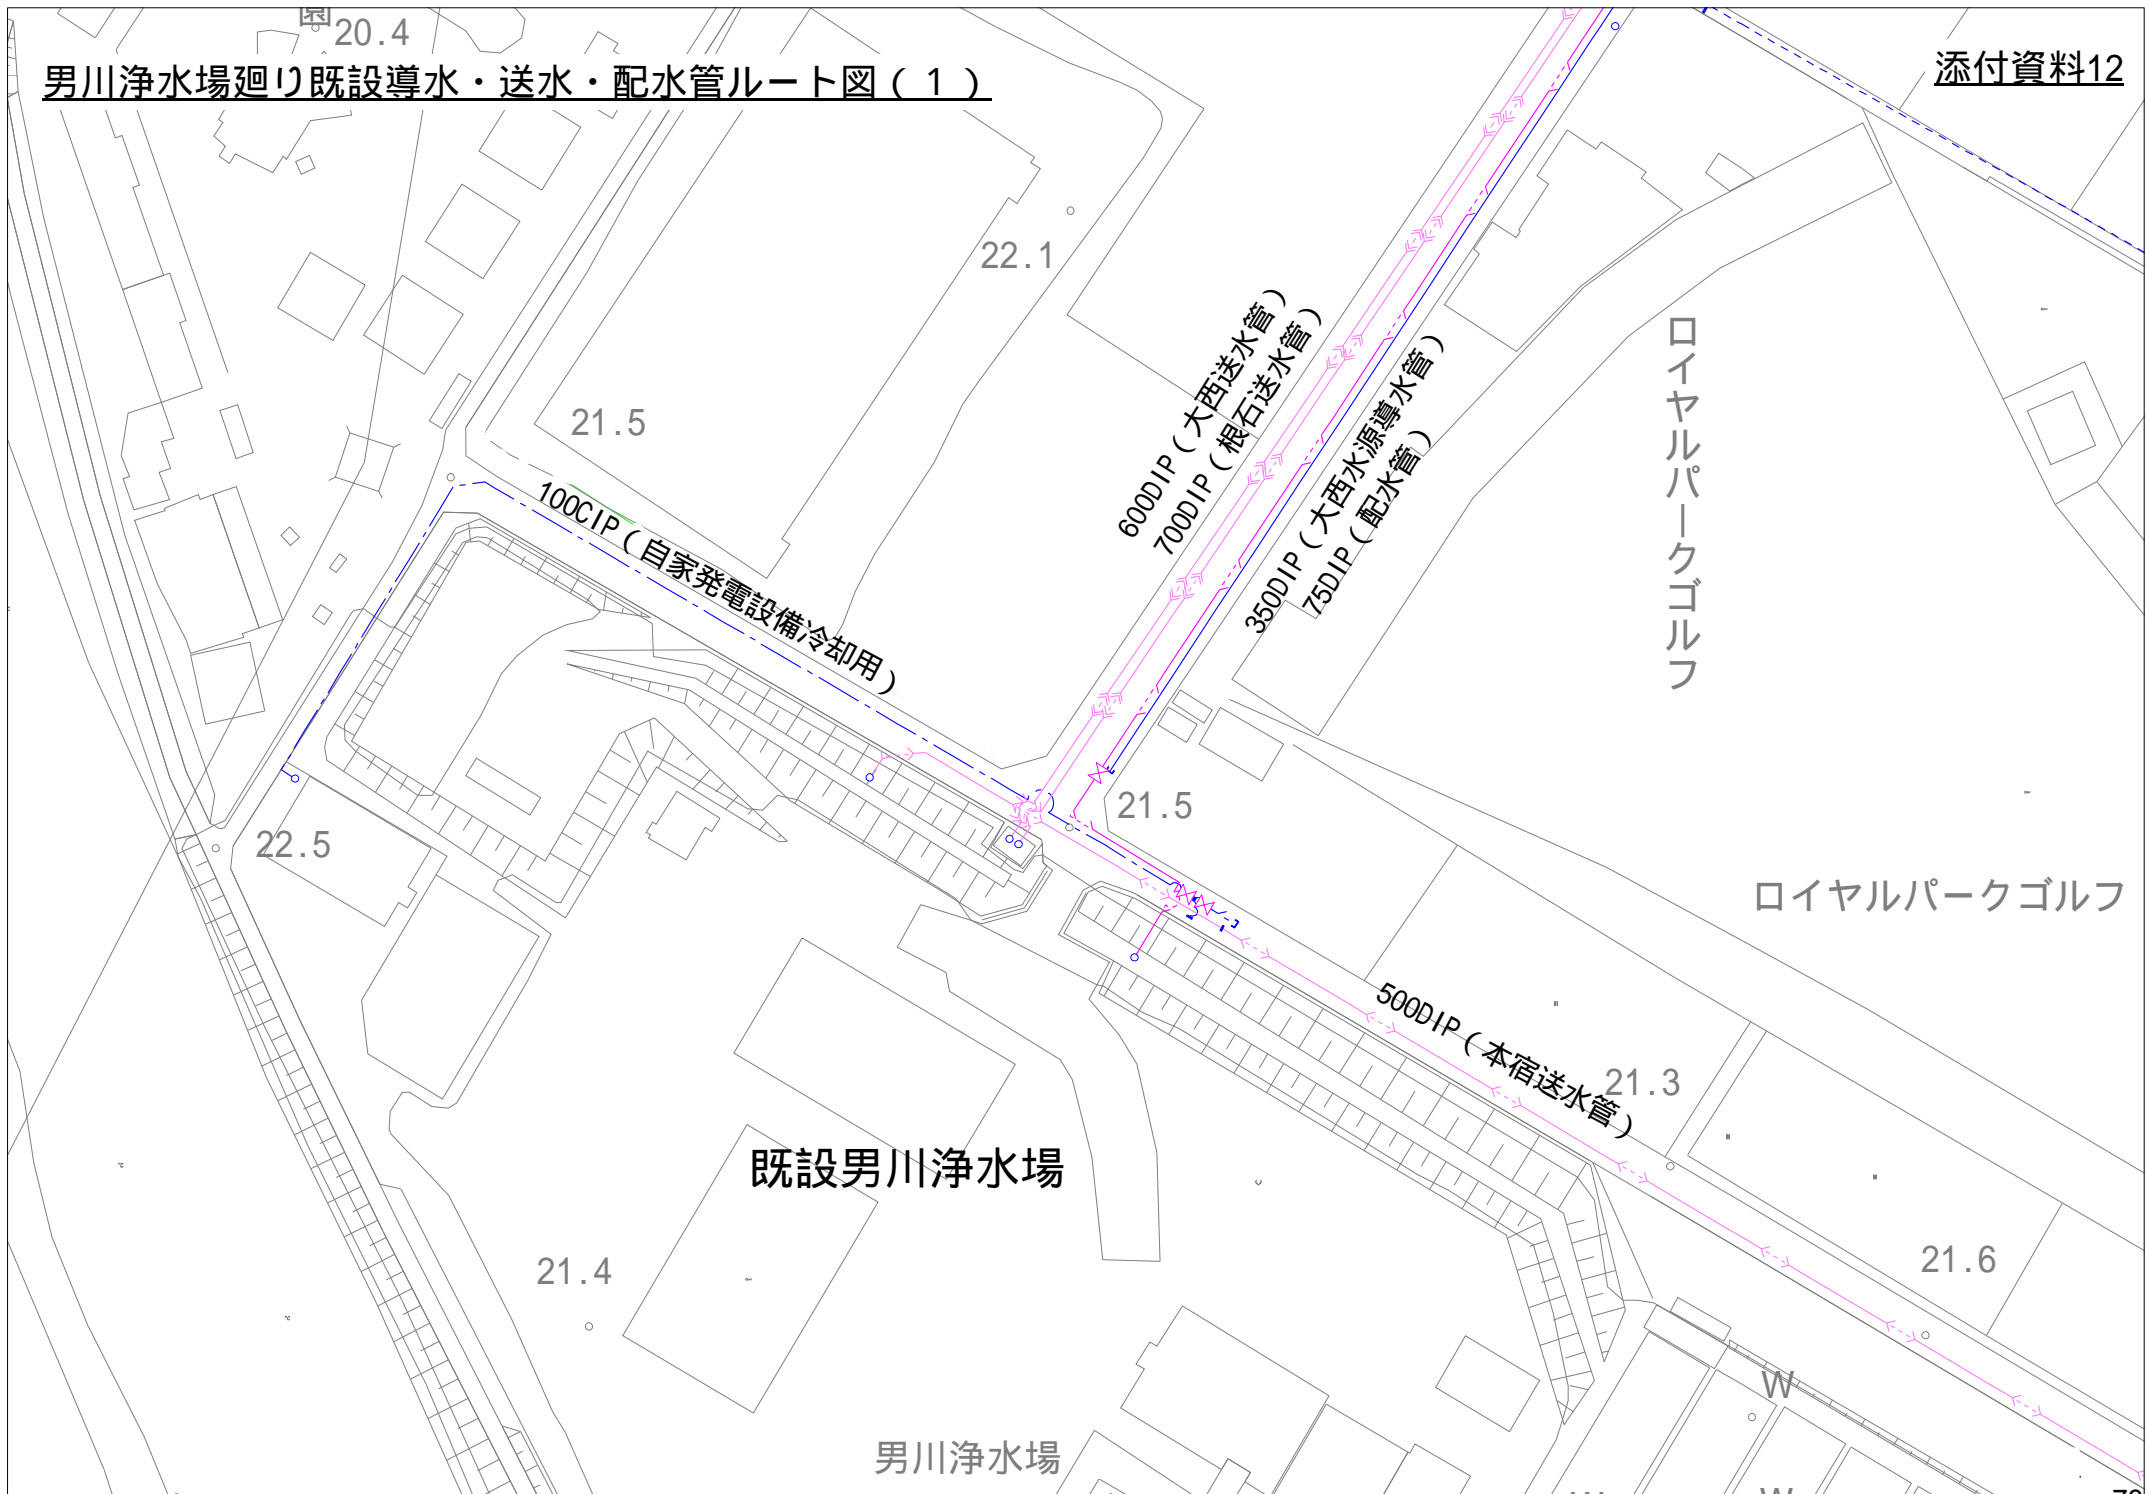 園
20.4
男川浄水場廻り既設導水・送水・配水管ルート図（１）
添付資料12
22.1
21.5
600DIP（大西送水管）
700DIP（根石送水管）
350DIP（大西水源導水管）
75DIP（配水管）
ロイヤルパークゴルフ
100CIP（自家発電設備冷却用）
21.5
22.5
ロイヤルパークゴルフ
500DIP（本宿送水管）
21.3
既設男川浄水場
21.4
21.6
W
男川浄水場